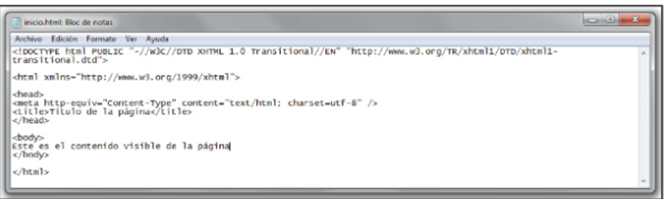 inicio.html: Bloc de notas
Archivo Edición Formato Ver Ayuda
<!DOCTYPE html PUBLIC "-//W3C//DTD XHTML 1.0 Transitional//EN" "http://www.w3.org/TR/xhtml1/DTD/xhtml1-
transitional.dtd">
<html xmlns="http://www.w3.org/1999/xhtml">
<head>
<meta http-equiv="Content-Type" content="text/html; charset=utf-8" />
<title>Título de la página</title>
</head>
<body>
Este es el contenido visible de la página
</body>
</html>